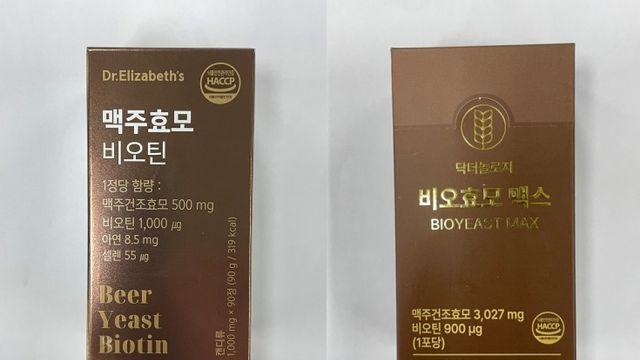 Dr.Elizabeth's
HACCP
맥주효모
비오틴
1정당 함량 :
맥주건조효모 500 mg
비오틴 1,000 ㎍
아연 8.5 mg
셀렌 55 ㎍
Beer
Yeast
Biotin
캔디류
1,000 mg × 90정 (90 g / 319 kcal)
닥터놀로지
비오효모 맥스
BIOYEAST MAX
맥주건조효모 3,027 mg
비오틴 900 μg
(1포당)
HACCP